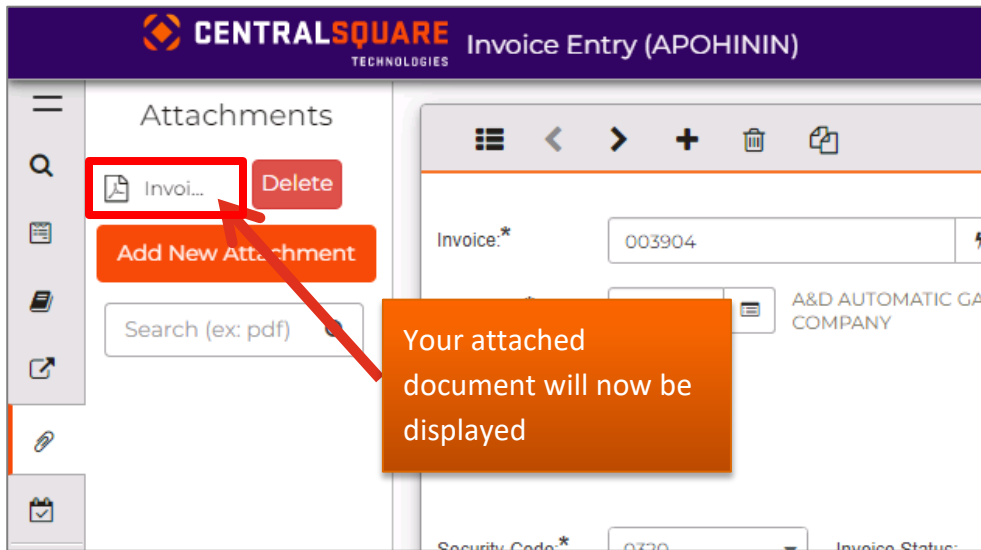 CENTRALSQUARE
TECHNOLOGIES
Invoice Entry (APOHININ)
Attachments
Invoi...
Delete
Add New Attachment
Search (ex: pdf)
Invoice:*
003904
A&D AUTOMATIC GA
COMPANY
Your attached
document will now be
displayed
Security Code:*
0320
Invoice Status: